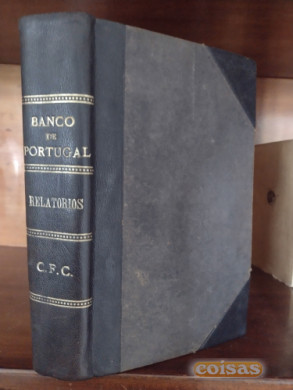 BANCO
DE
PORTUGAL
RELATORIOS
C. F. C.
coisas